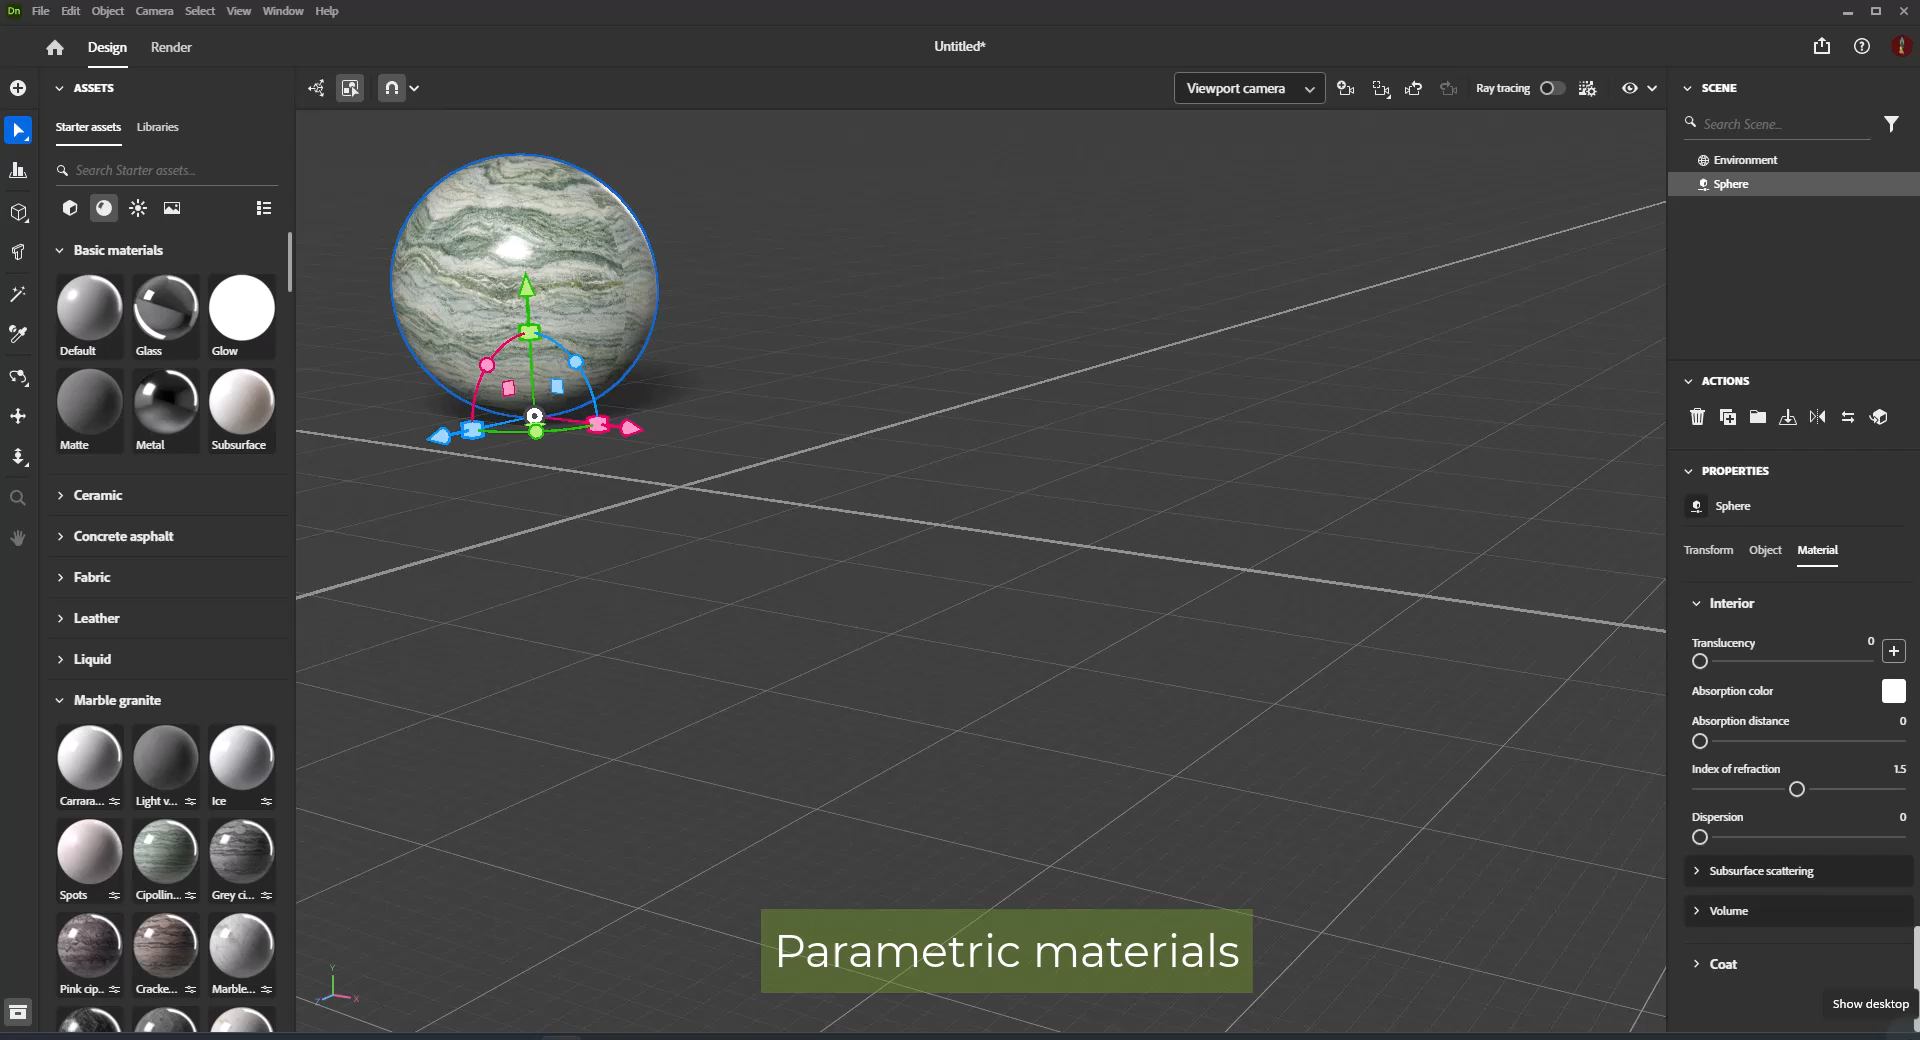 Dn File Edit Object Camera Select View Window Help
Design Render
Untitled*
ASSETS
Starter assets Libraries
Search Starter assets...
Basic materials
Default Glass Glow
Matte Metal Subsurface
Ceramic
Concrete asphalt
Fabric
Leather
Liquid
Marble granite
Carrara... Light v... Ice
Spots Cipollin... Grey ci...
Pink cip.. Cracke... Marble...
Viewport camera
Ray tracing
Y
Z X
Parametric materials
SCENE
Search Scene...
Environment
Sphere
ACTIONS
PROPERTIES
Sphere
Transform Object Material
Interior
Translucency 0
Absorption color
Absorption distance 0
Index of refraction 1.5
Dispersion 0
Subsurface scattering
Volume
Coat
Show desktop